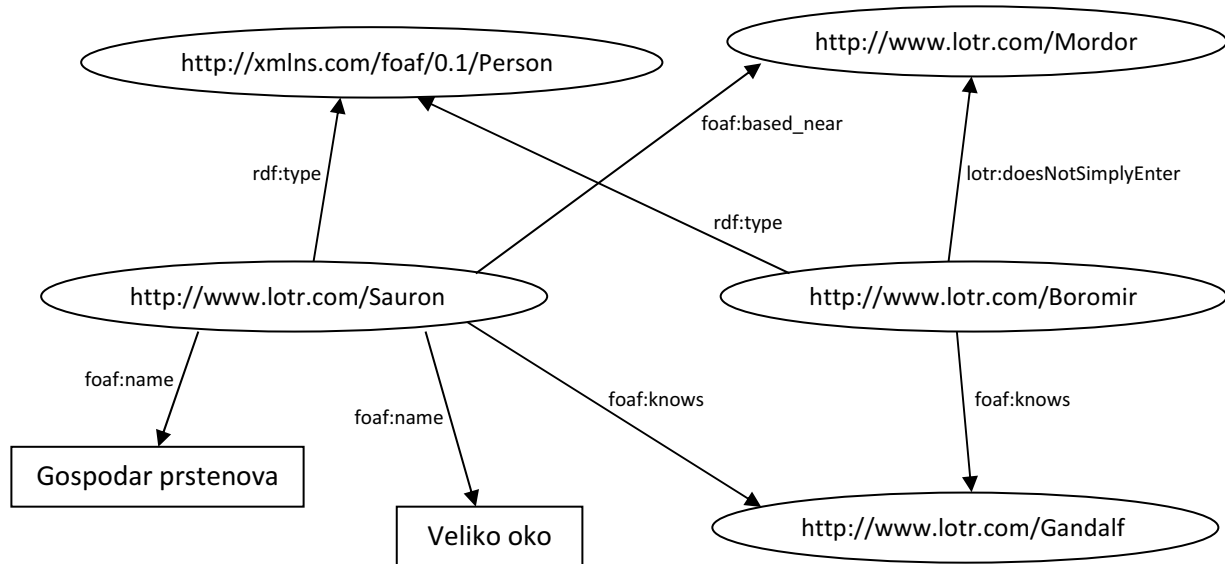 http://www.lotr.com/Mordor
http://xmlns.com/foaf/0.1/Person
foaf:based_near
rdf:type
lotr:doesNotSimplyEnter
rdf:type
http://www.lotr.com/Sauron
http://www.lotr.com/Boromir
foaf:name
foaf:knows
foaf:knows
foaf:name
Gospodar prstenova
http://www.lotr.com/Gandalf
Veliko oko